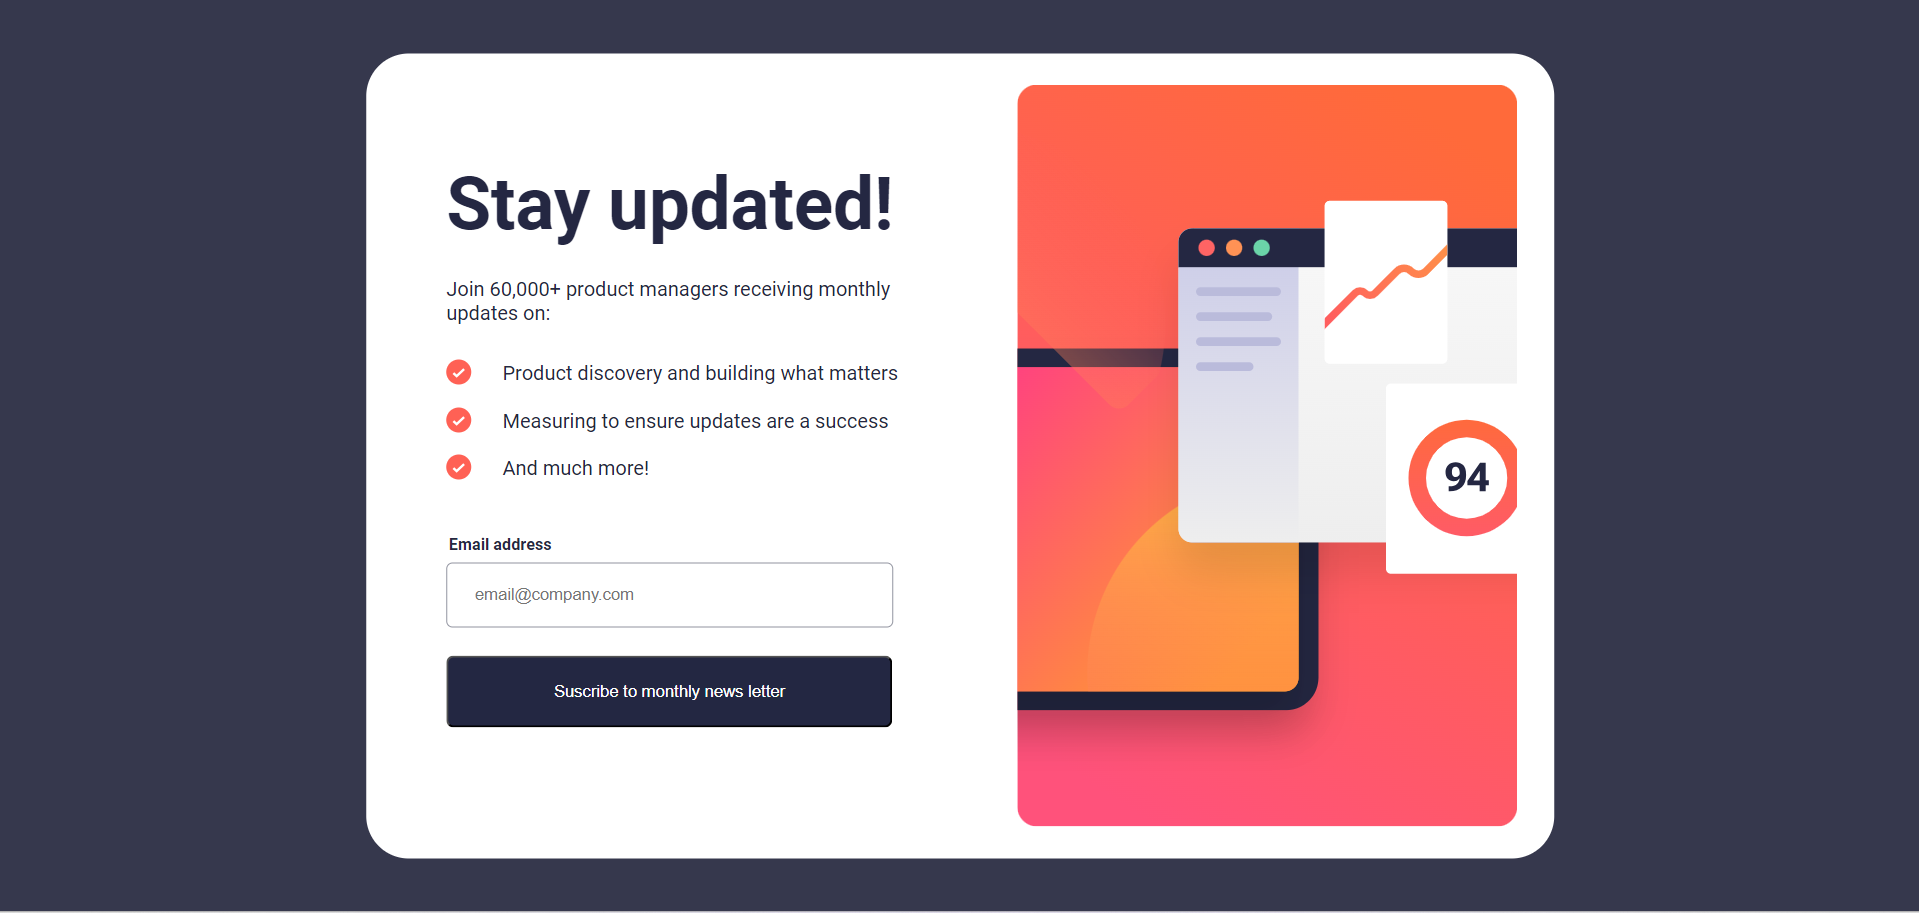 Stay updated!
Join 60,000+ product managers receiving monthly
updates on:
Product discovery and building what matters
Measuring to ensure updates are a success
And much more!
Email address
email@company.com
Suscribe to monthly news letter
94